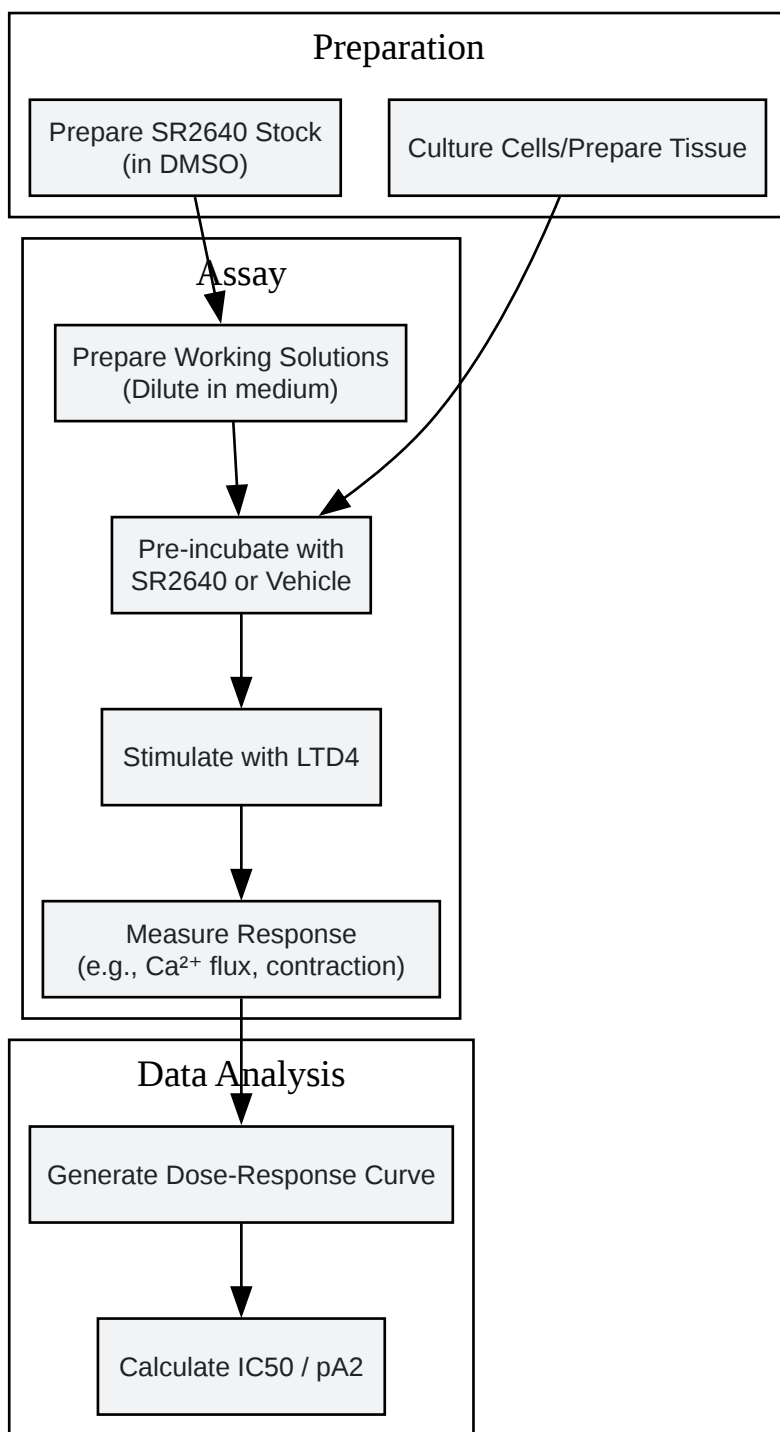 Preparation
Prepare SR2640 Stock
(in DMSO)
Culture Cells/Prepare Tissue
Assay
Prepare Working Solutions
(Dilute in medium)
Pre-incubate with
SR2640 or Vehicle
Stimulate with LTD4
Measure Response
(e.g., Ca²⁺ flux, contraction)
Data Analysis
Generate Dose-Response Curve
Calculate IC50 / pA2